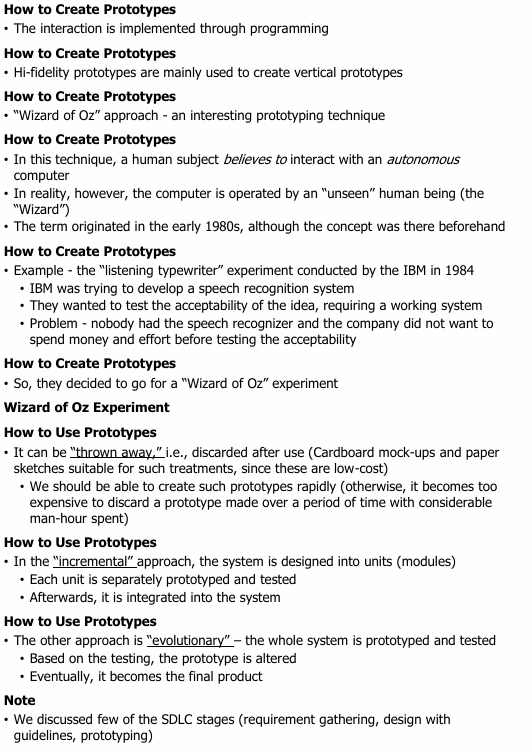 How to Create Prototypes
• The interaction is implemented through programming
How to Create Prototypes
• Hi-fidelity prototypes are mainly used to create vertical prototypes
How to Create Prototypes
• “Wizard of Oz” approach - an interesting prototyping technique
How to Create Prototypes
• In this technique, a human subject believes to interact with an autonomous
computer
• In reality, however, the computer is operated by an “unseen” human being (the
“Wizard”)
• The term originated in the early 1980s, although the concept was there beforehand
How to Create Prototypes
• Example - the “listening typewriter” experiment conducted by the IBM in 1984
• IBM was trying to develop a speech recognition system
• They wanted to test the acceptability of the idea, requiring a working system
• Problem - nobody had the speech recognizer and the company did not want to
spend money and effort before testing the acceptability
How to Create Prototypes
• So, they decided to go for a “Wizard of Oz” experiment
Wizard of Oz Experiment
How to Use Prototypes
• It can be “thrown away,” i.e., discarded after use (Cardboard mock-ups and paper
sketches suitable for such treatments, since these are low-cost)
• We should be able to create such prototypes rapidly (otherwise, it becomes too
expensive to discard a prototype made over a period of time with considerable
man-hour spent)
How to Use Prototypes
• In the “incremental” approach, the system is designed into units (modules)
• Each unit is separately prototyped and tested
• Afterwards, it is integrated into the system
How to Use Prototypes
• The other approach is “evolutionary” – the whole system is prototyped and tested
• Based on the testing, the prototype is altered
• Eventually, it becomes the final product
Note
• We discussed few of the SDLC stages (requirement gathering, design with
guidelines, prototyping)